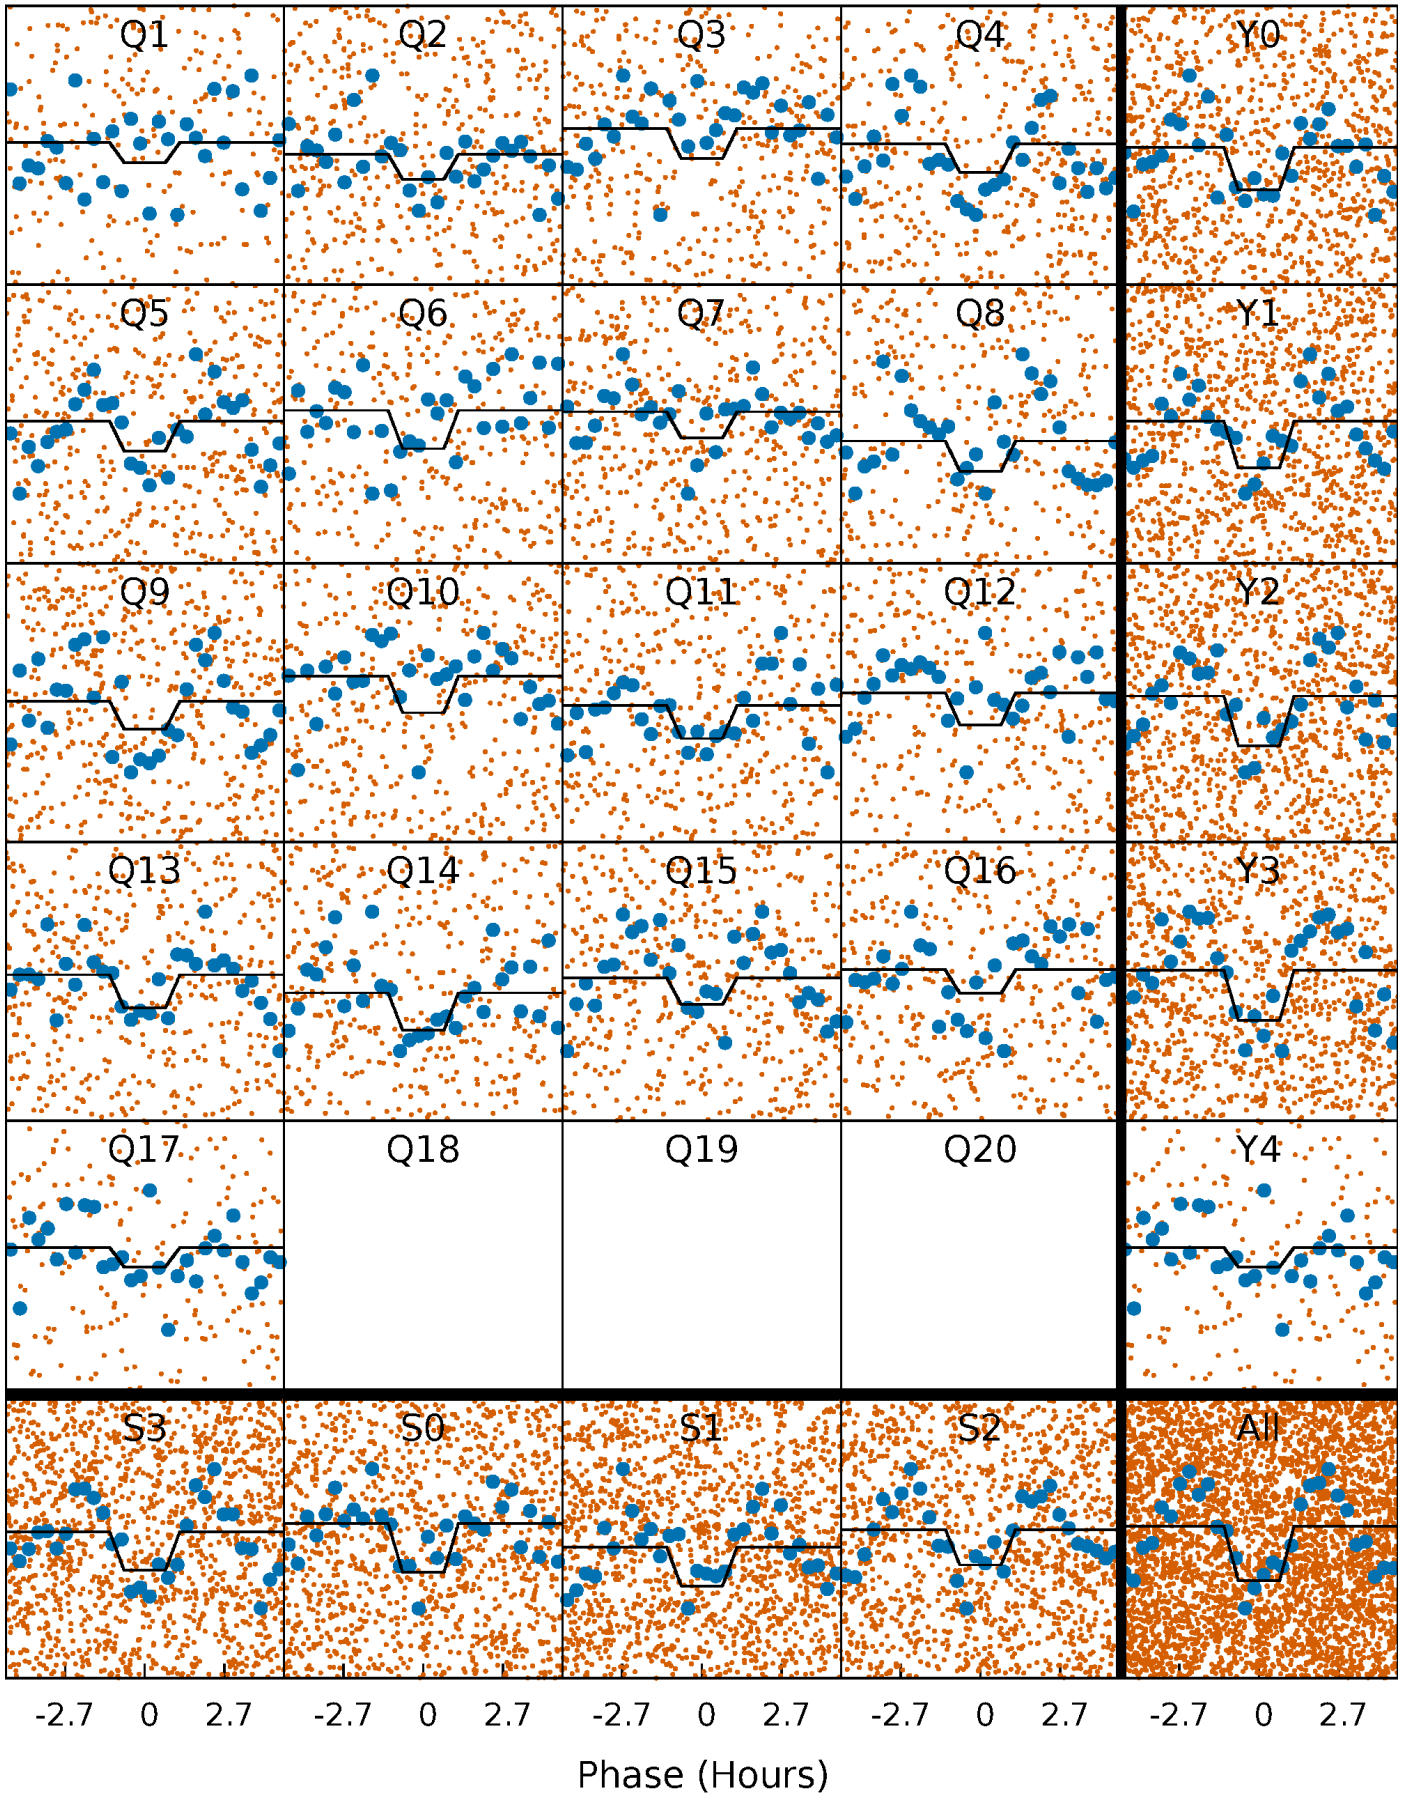 Q1 Q2 Q3 Q4 Y0
Q5 Q6 Q7 Q8 Y1
Q9 Q10 Q11 Q12 Y2
Q13 Q14 Q15 Q16 Y3
Q17 Q18 Q19 Q20 Y4
S3 S0 S1 S2 All
-2.7 0 2.7 -2.7 0 2.7 -2.7 0 2.7 -2.7 0 2.7 -2.7 0 2.7
Phase (Hours)